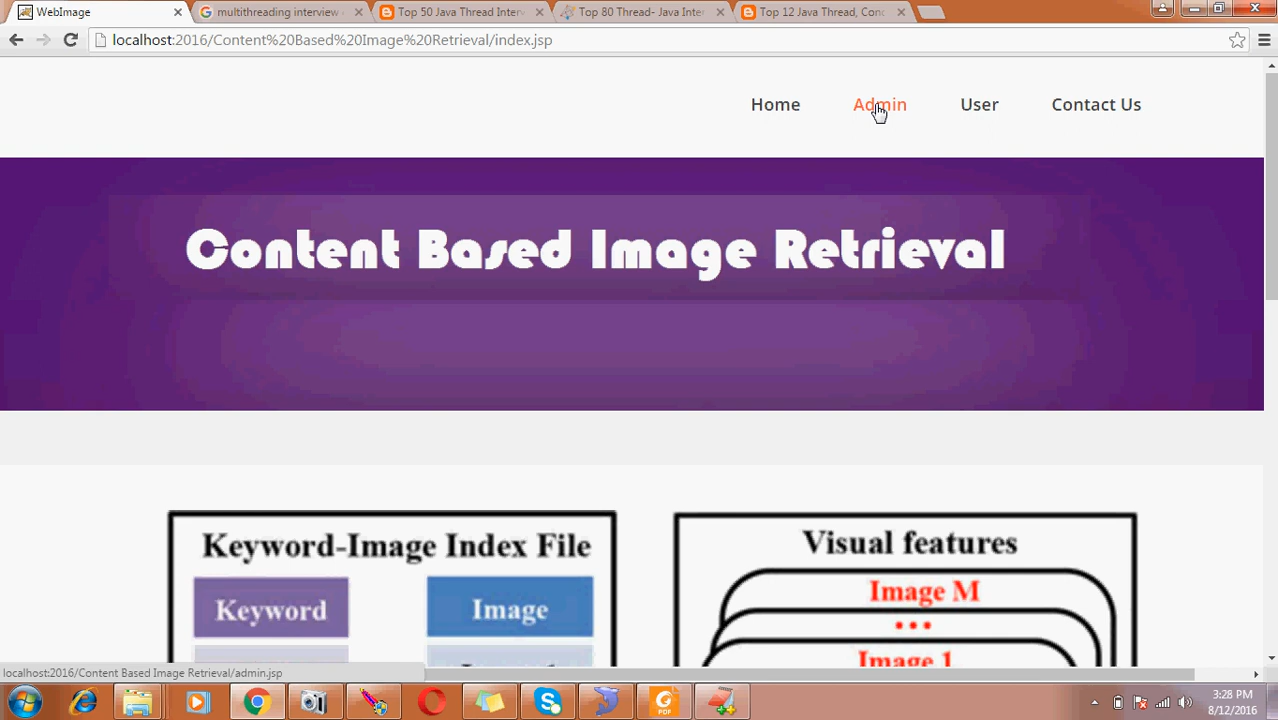 WebImage
multithreading interview
Top 50 Java Thread Interv
Top 80 Thread- Java Inte
Top 12 Java Thread, Conc
localhost:2016/Content%20Based%20Image%20Retrieval/index.jsp
Home Admin User Contact Us
Content Based Image Retrieval
Keyword-Image Index File
Keyword Image
Visual features
Image M
...
Image 1
localhost:2016/Content Based Image Retrieval/admin.jsp
PDF
3:28 PM
8/12/2016